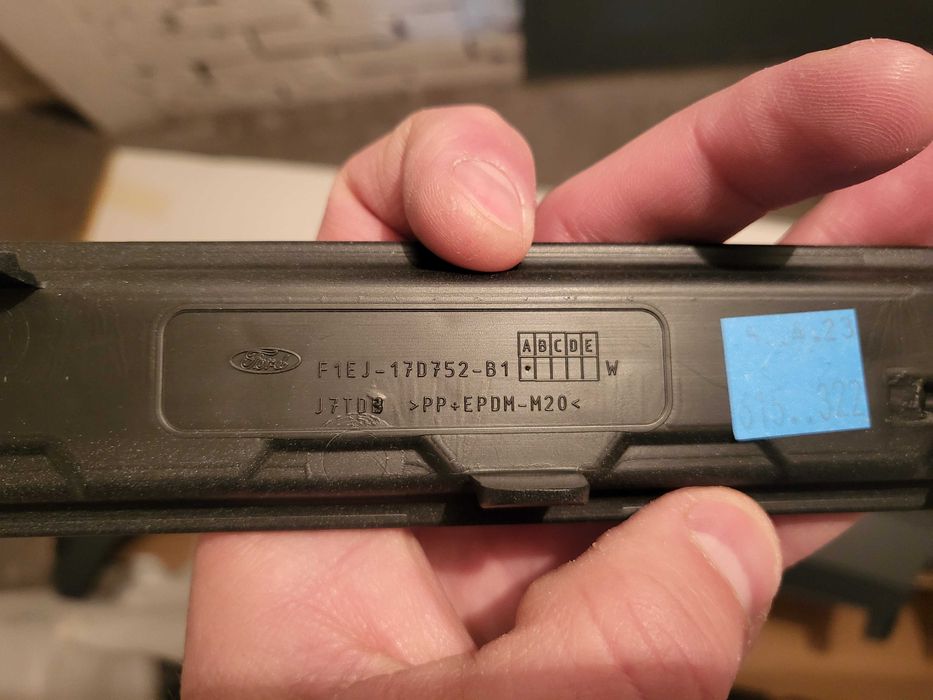 Ford
F1EJ-17D752-B1 ABCDE W
J7TDB >PP+EPDM-M20<